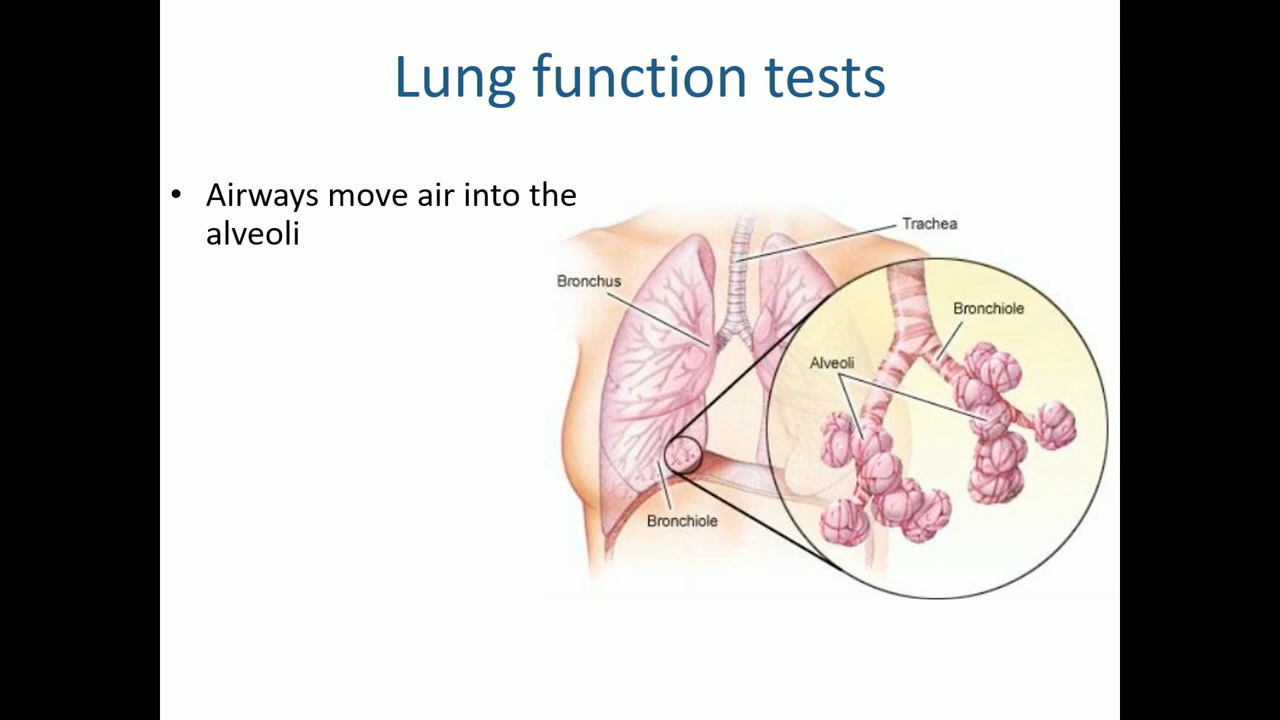 Lung function tests
• Airways move air into the
alveoli
Trachea
Bronchus
Bronchiole
Alveoli
Bronchiole